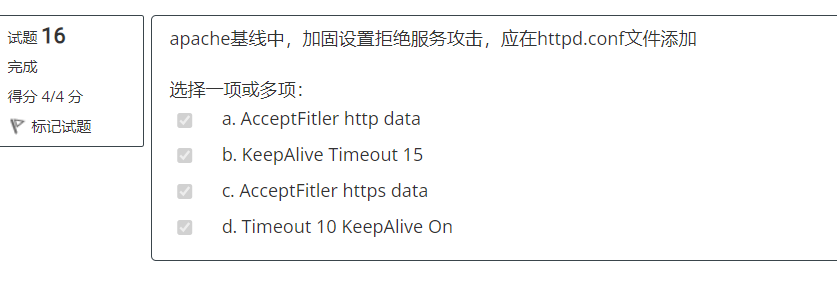 试题 16
完成
得分 4/4 分
标记试题
apache基线中，加固设置拒绝服务攻击，应在httpd.conf文件添加
选择一项或多项：
a. AcceptFitler http data
b. KeepAlive Timeout 15
c. AcceptFitler https data
d. Timeout 10 KeepAlive On